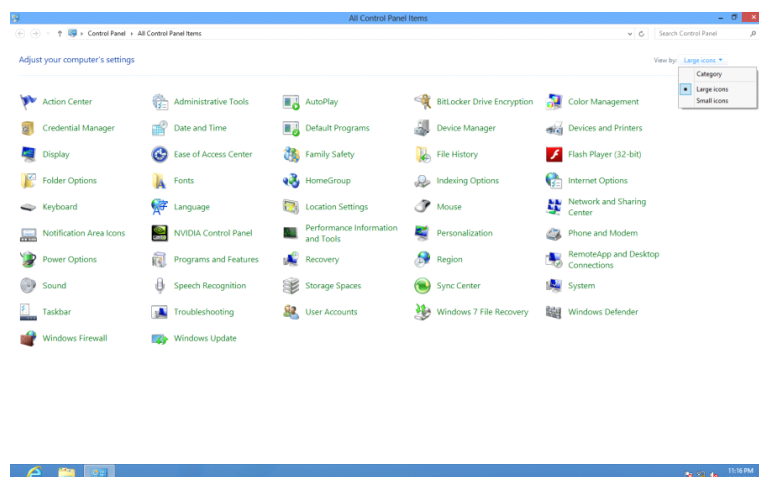 All Control Panel Items
Control Panel
All Control Panel Items
Search Control Panel
Adjust your computer's settings
View by:
Large icons
Category
Large icons
Small icons
Action Center
Administrative Tools
AutoPlay
BitLocker Drive Encryption
Color Management
Credential Manager
Date and Time
Default Programs
Device Manager
Devices and Printers
Display
Ease of Access Center
Family Safety
File History
Flash Player (32-bit)
Folder Options
Fonts
HomeGroup
Indexing Options
Internet Options
Keyboard
Language
Location Settings
Mouse
Network and Sharing
Center
Notification Area Icons
NVIDIA Control Panel
Performance Information
and Tools
Personalization
Phone and Modem
Power Options
Programs and Features
Recovery
Region
RemoteApp and Desktop
Connections
Sound
Speech Recognition
Storage Spaces
Sync Center
System
Taskbar
Troubleshooting
User Accounts
Windows 7 File Recovery
Windows Defender
Windows Firewall
Windows Update
11:16 PM